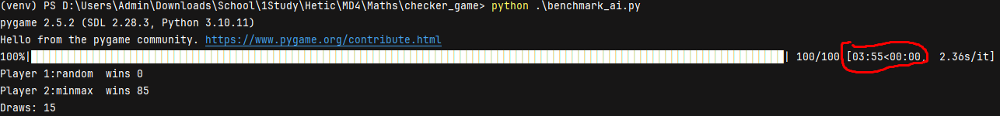 (venv) PS D:\Users\Admin\Downloads\School\1Study\Hetic\MD4\Maths\checker_game> python .\benchmark_ai.py
pygame 2.5.2 (SDL 2.28.3, Python 3.10.11)
Hello from the pygame community. https://www.pygame.org/contribute.html
100%|| 100/100 [03:55<00:00, 2.36s/it]
Player 1:random  wins 0
Player 2:minmax  wins 85
Draws: 15